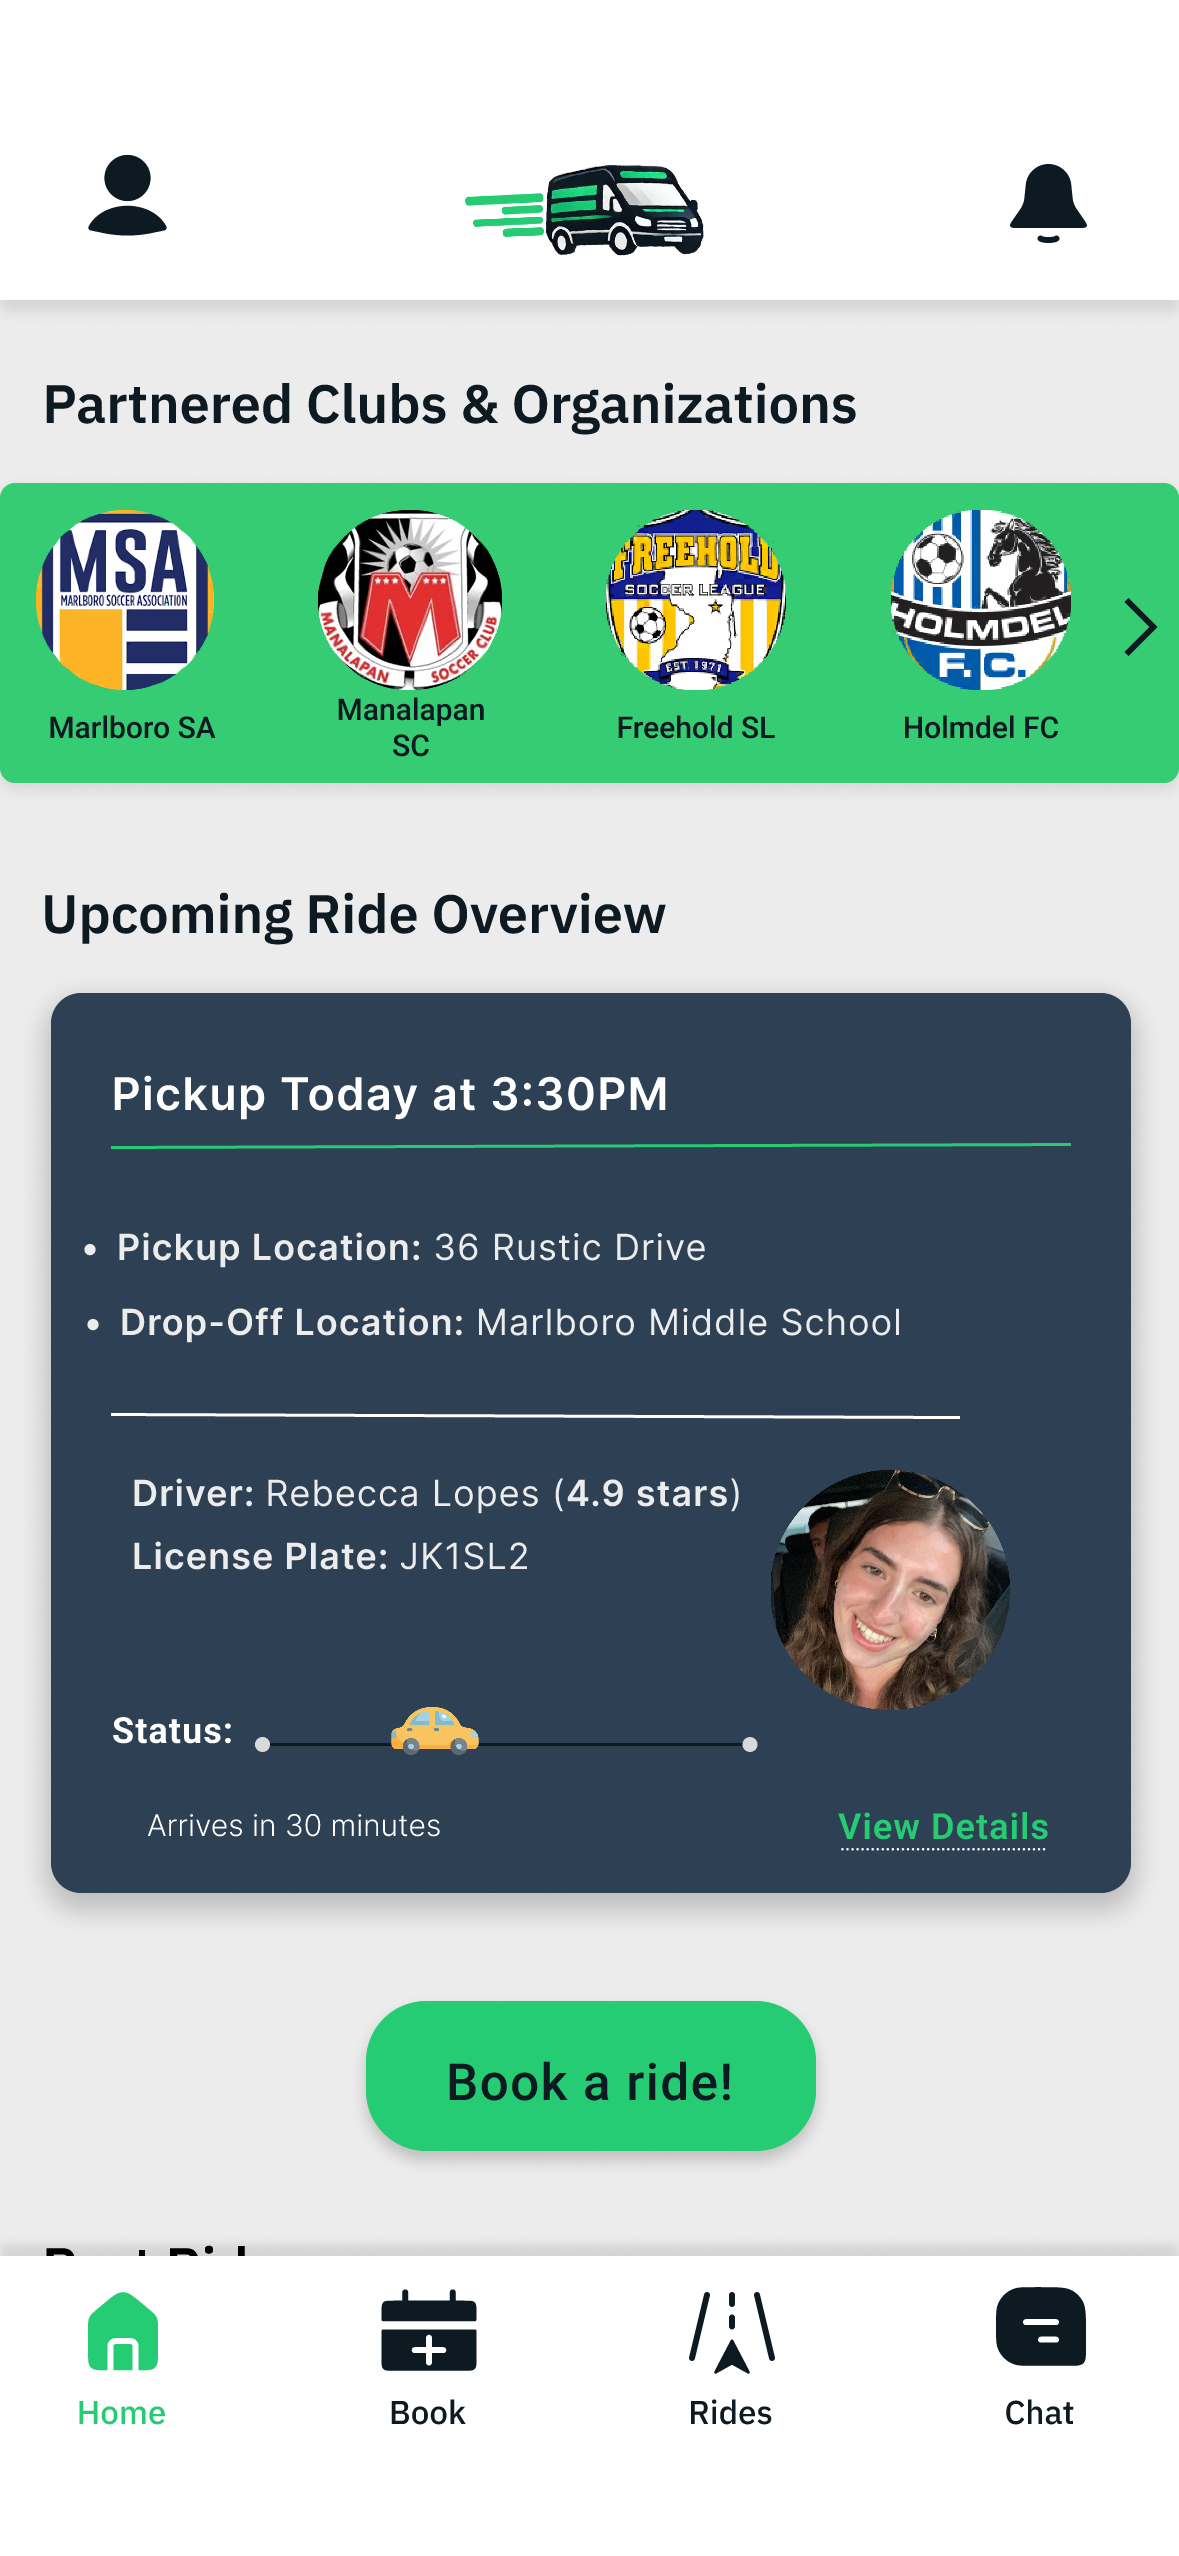 Partnered Clubs & Organizations
MSA
MARLBORO SOCCER ASSOCIATION
MANALAPAN SOCCER CLUB
FREEHOLD
SOCCER LEAGUE
EST. 1971
HOLMDEL
F.C.
Marlboro SA
Manalapan
SC
Freehold SL
Holmdel FC
Upcoming Ride Overview
Pickup Today at 3:30PM
• Pickup Location: 36 Rustic Drive
• Drop-Off Location: Marlboro Middle School
Driver: Rebecca Lopes (4.9 stars)
License Plate: JK1SL2
Status:
Arrives in 30 minutes
View Details
Book a ride!
Home
Book
Rides
Chat